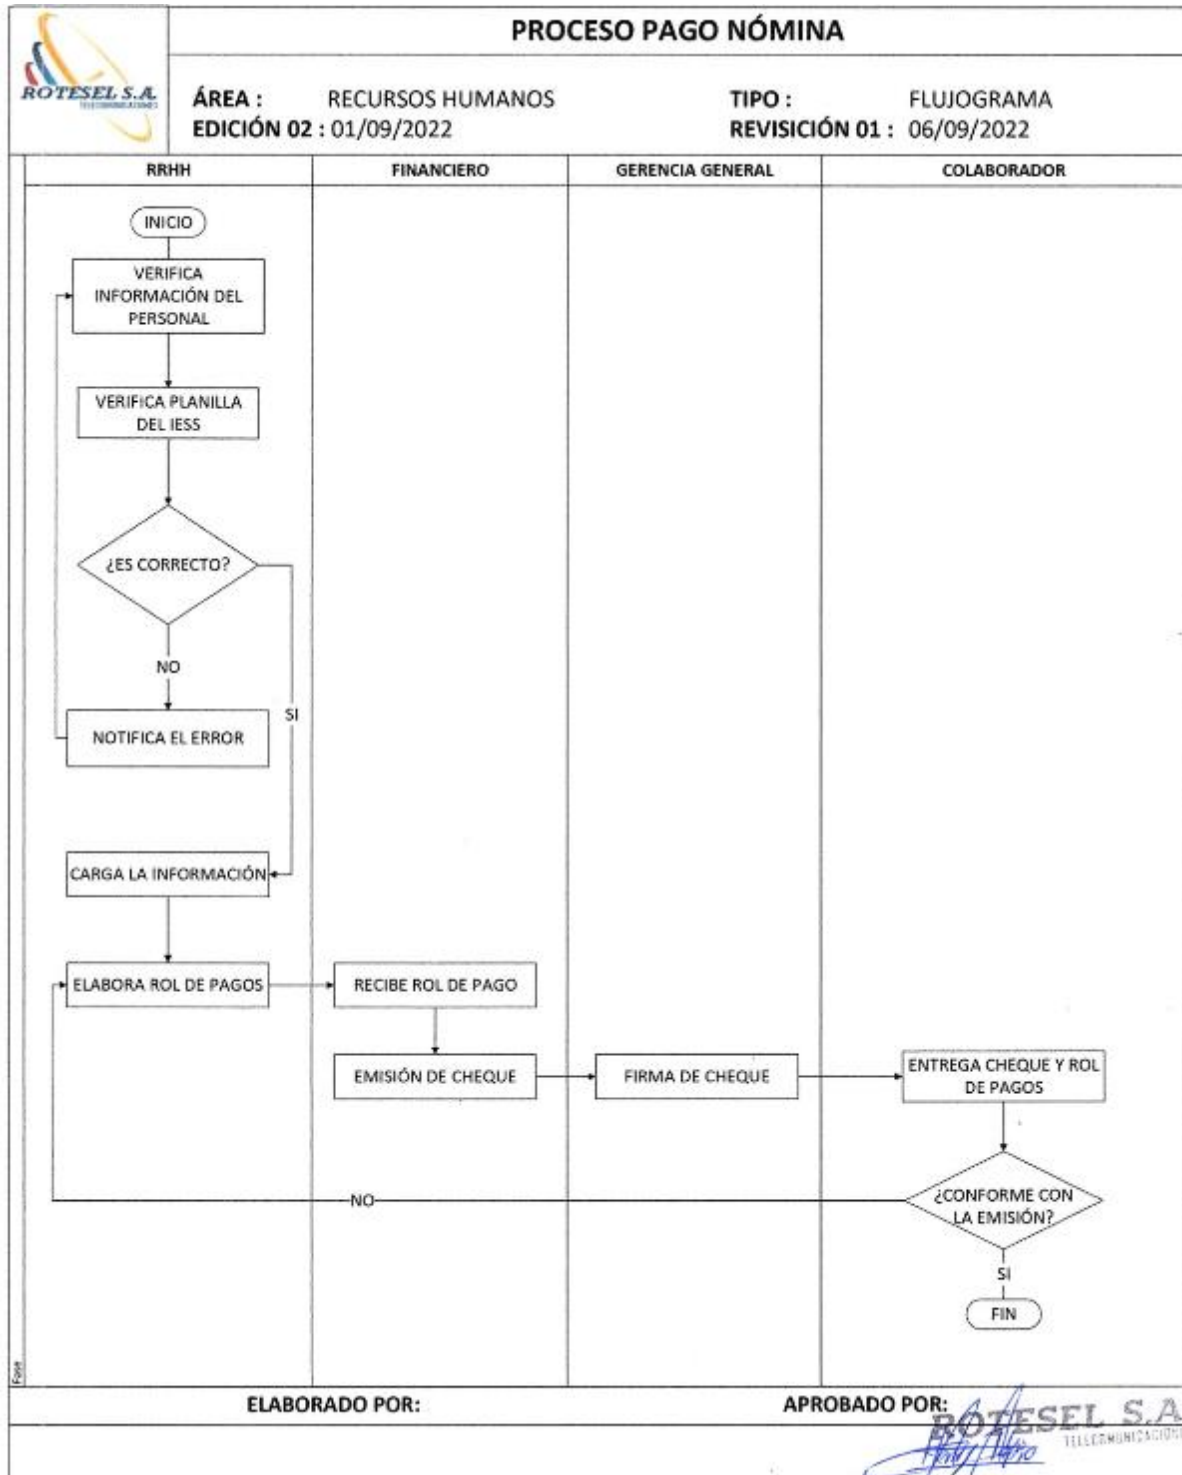 PROCESO PAGO NÓMINA
ROTESEL S.A.
TELECOMUNICACIONES
ÁREA : RECURSOS HUMANOS TIPO : FLUJOGRAMA
EDICIÓN 02 : 01/09/2022 REVISICIÓN 01 : 06/09/2022
RRHH FINANCIERO GERENCIA GENERAL COLABORADOR
INICIO
VERIFICA
INFORMACIÓN DEL
PERSONAL
VERIFICA PLANILLA
DEL IESS
¿ES CORRECTO?
NO
SI
NOTIFICA EL ERROR
CARGA LA INFORMACIÓN
ELABORA ROL DE PAGOS
RECIBE ROL DE PAGO
EMISIÓN DE CHEQUE
FIRMA DE CHEQUE
ENTREGA CHEQUE Y ROL
DE PAGOS
¿CONFORME CON
LA EMISIÓN?
NO
SI
FIN
Fase
ELABORADO POR: APROBADO POR:
ROTESEL S.A
TELECOMUNICACIONE